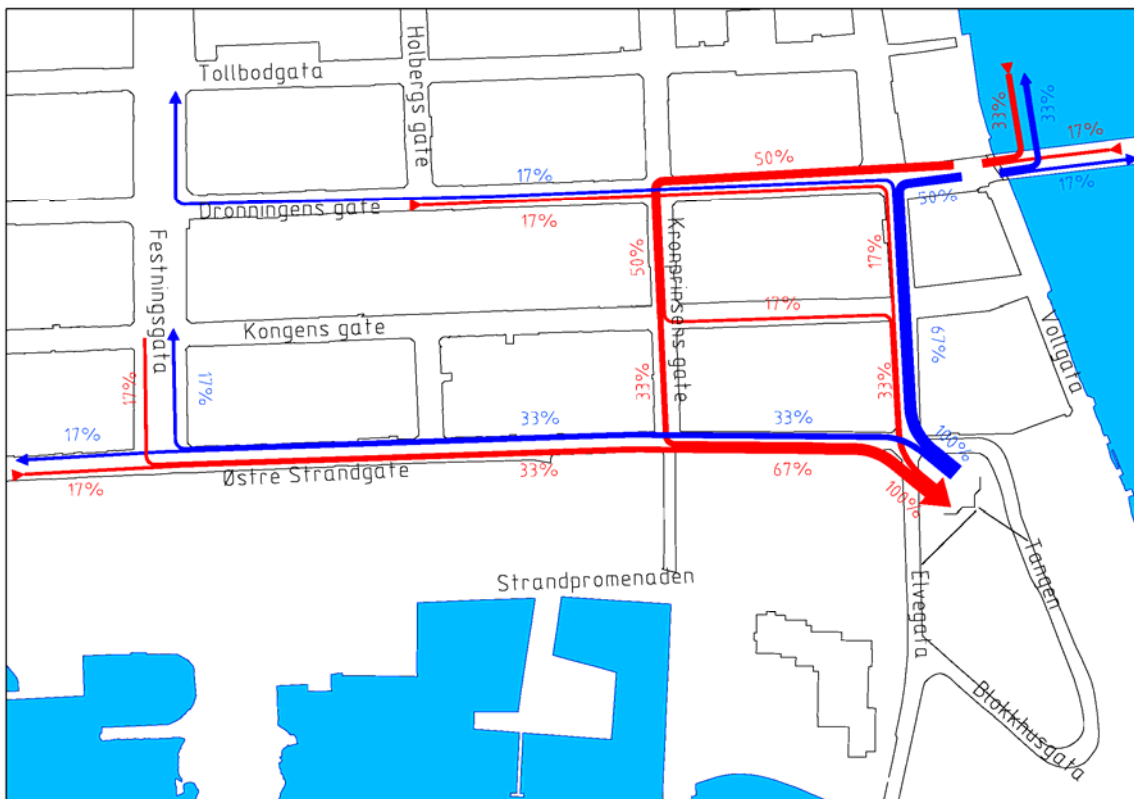 Tollbodgata
Holbergs gate
33%
33%
17%
17%
50%
17%
50%
Dronningens gate
17%
Festningsgata
50%
Kronprinsens gate
17%
17%
Kongens gate
67%
Vollgata
17%
17%
33%
33%
17%
33%
33%
100%
17%
Østre Strandgate
33%
67%
100%
Strandpromenaden
Elvegata
Tangen
Blokkhusgata